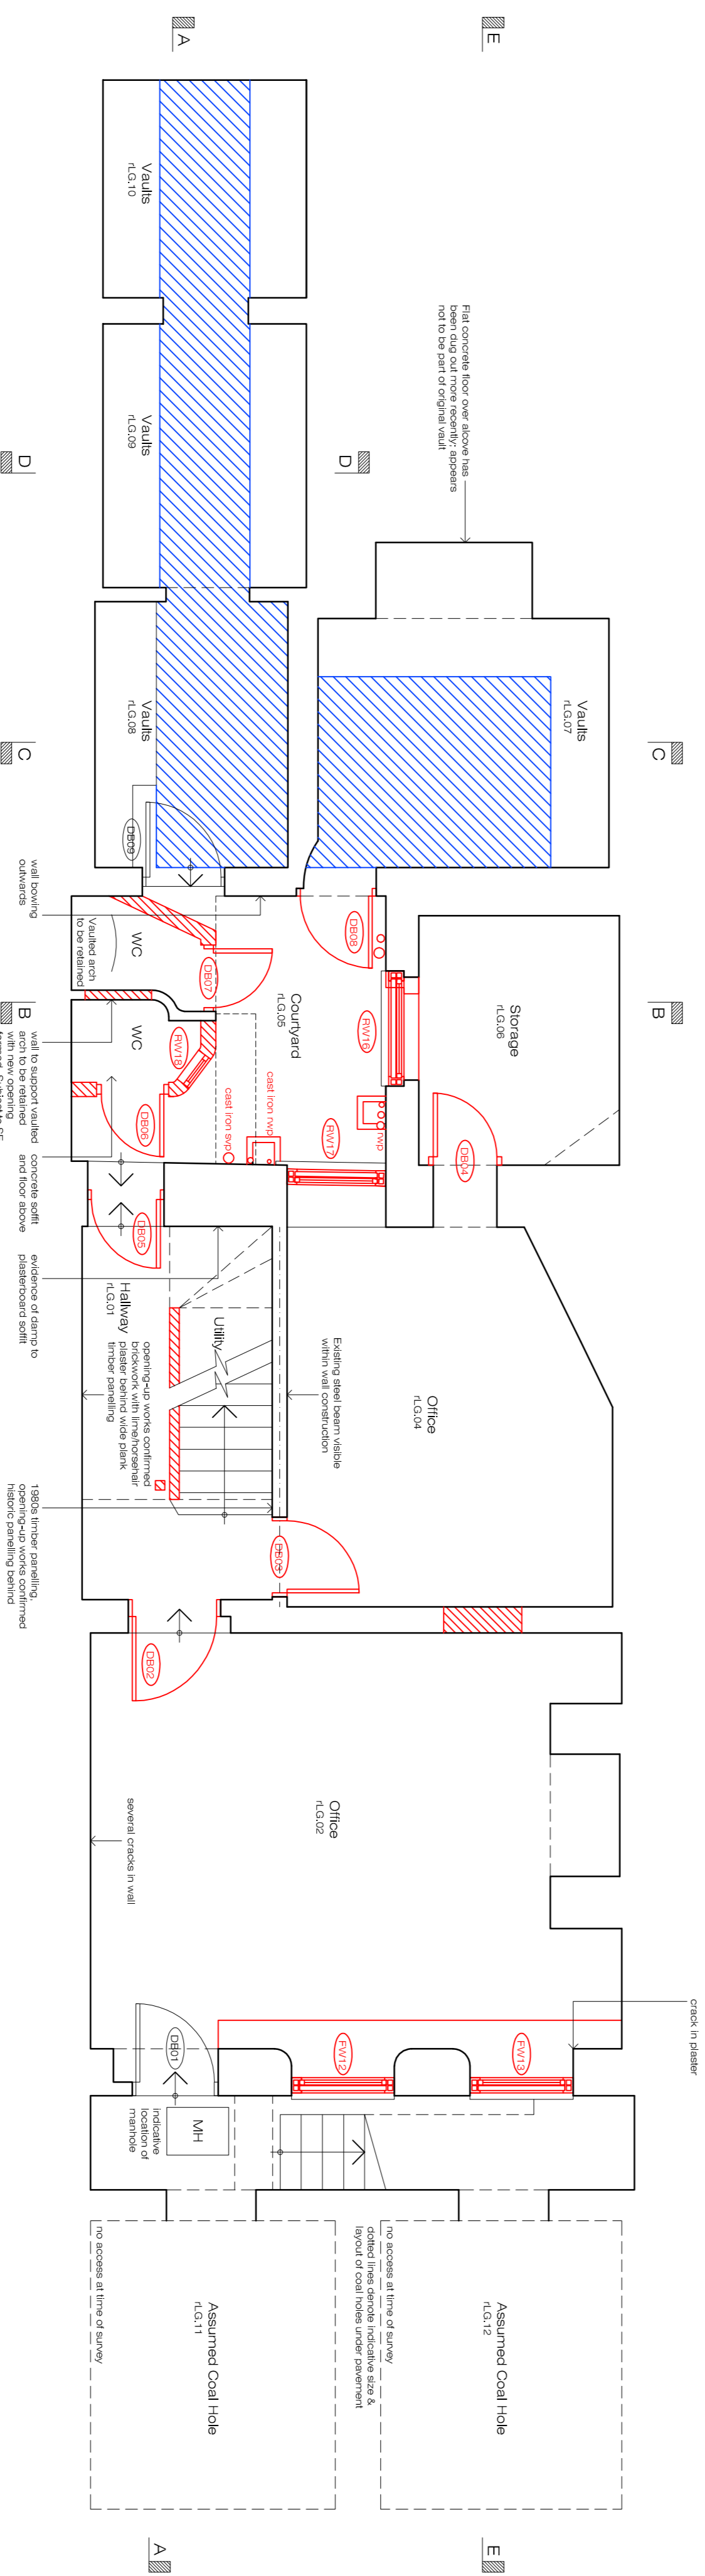 A
E
Vaults
rLG.10
Flat concrete floor over alcove has
been dug out more recently; appears
not to be part of original vault
Vaults
rLG.09
D
D
Vaults
rLG.08
Vaults
rLG.07
C
C
DB09
wall bowing
outwards
WC
Vaulted arch
to be retained
DB07
DB08
Courtyard
rLG.05
RW16
Storage
rLG.06
B
B
WC
RW18
wall to support vaulted
arch to be retained
with new opening
concrete soffit
and floor above
DB06
cast iron svp
cast iron rwp
RW17
rwp
DB04
DB05
evidence of damp to
plasterboard soffit
Hallway
rLG.01
Utility
opening-up works confirmed
brickwork with lime/horsehair
plaster behind wide plank
timber panelling
Existing steel beam visible
within wall construction
Office
rLG.04
1980s timber panelling,
opening-up works confirmed
historic panelling behind
DB03
DB02
Office
rLG.02
several cracks in wall
crack in plaster
DB01
FW12
FW13
MH
indicative
location of
manhole
no access at time of survey
Assumed Coal Hole
rLG.11
no access at time of survey
dotted lines denote indicative size &
layout of coal holes under pavement
Assumed Coal Hole
rLG.12
A
E